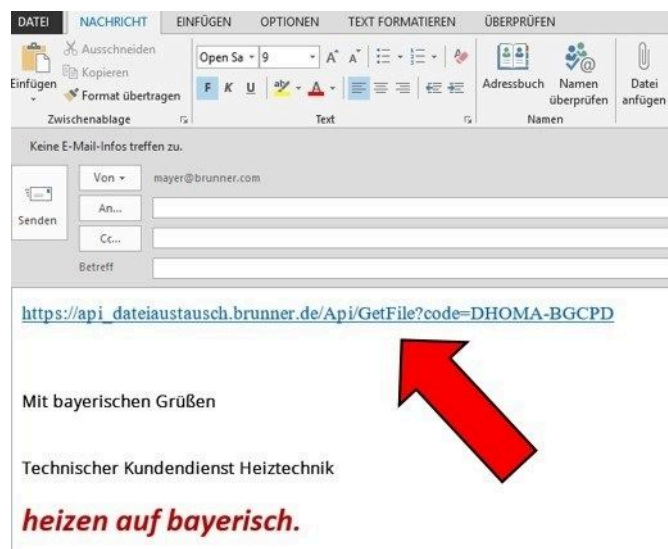 DATEI NACHRICHT EINFÜGEN OPTIONEN TEXT FORMATIEREN ÜBERPRÜFEN
Ausschneiden
Kopieren
Format übertragen
Einfügen
Zwischenablage
Open Sa 9
F K U
Text
Adressbuch
Namen überprüfen
Namen
Datei anfügen
Keine E-Mail-Infos treffen zu.
Senden
Von mayer@brunner.com
An...
Cc...
Betreff
https://api_dateiaustausch.brunner.de/Api/GetFile?code=DHOMA-BGCPD
Mit bayerischen Grüßen
Technischer Kundendienst Heiztechnik
heizen auf bayerisch.